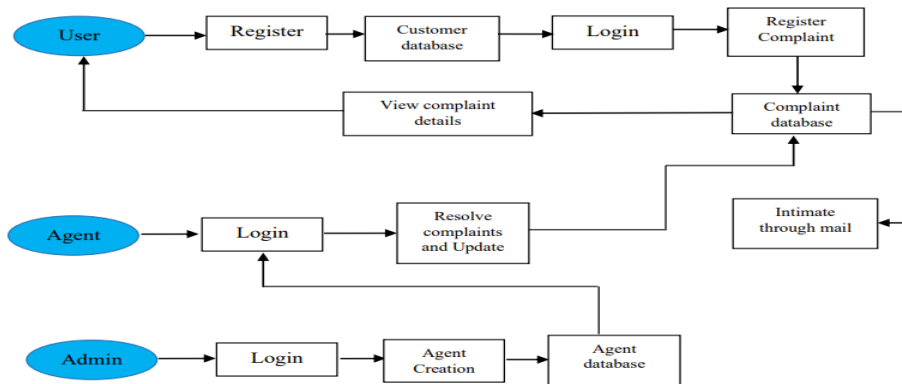 User
Register
Customer
database
Login
Register
Complaint
View complaint
details
Complaint
database
Agent
Login
Resolve
complaints
and Update
Intimate
through mail
Admin
Login
Agent
Creation
Agent
database